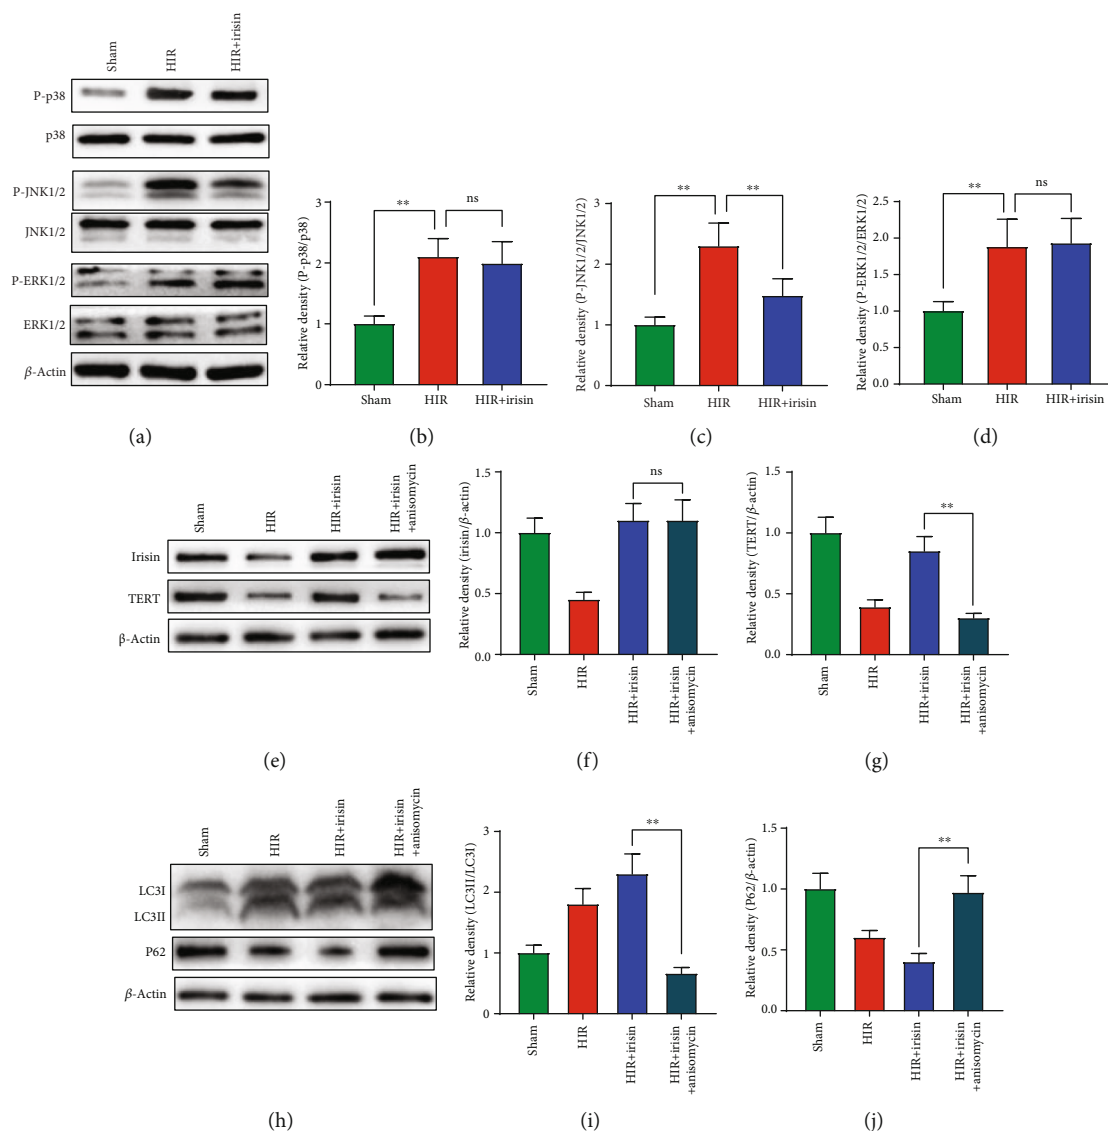 Sham
HIR
HIR+irisin
P-p38
p38
P-JNK1/2
JNK1/2
P-ERK1/2
ERK1/2
β-Actin
(a)
Relative density (P-p38/p38)
3
2
1
0
**
ns
Sham
HIR
HIR+irisin
(b)
Relative density (P-JNK1/2/JNK1/2)
3
2
1
0
**
**
Sham
HIR
HIR+irisin
(c)
Relative density (P-ERK1/2/ERK1/2)
2.5
2.0
1.5
1.0
0.5
0.0
**
ns
Sham
HIR
HIR+irisin
(d)
Sham
HIR
HIR+irisin
HIR+irisin
+anisomycin
Irisin
TERT
β-Actin
(e)
Relative density (irisin/β-actin)
1.5
1.0
0.5
0.0
ns
Sham
HIR
HIR+irisin
HIR+irisin
+anisomycin
(f)
Relative density (TERT/β-actin)
1.5
1.0
0.5
0.0
**
Sham
HIR
HIR+irisin
HIR+irisin
+anisomycin
(g)
Sham
HIR
HIR+irisin
HIR+irisin
+anisomycin
LC3I
LC3II
P62
β-Actin
(h)
Relative density (LC3II/LC3I)
3
2
1
0
**
Sham
HIR
HIR+irisin
HIR+irisin
+anisomycin
(i)
Relative density (P62/β-actin)
1.5
1.0
0.5
0.0
**
Sham
HIR
HIR+irisin
HIR+irisin
+anisomycin
(j)